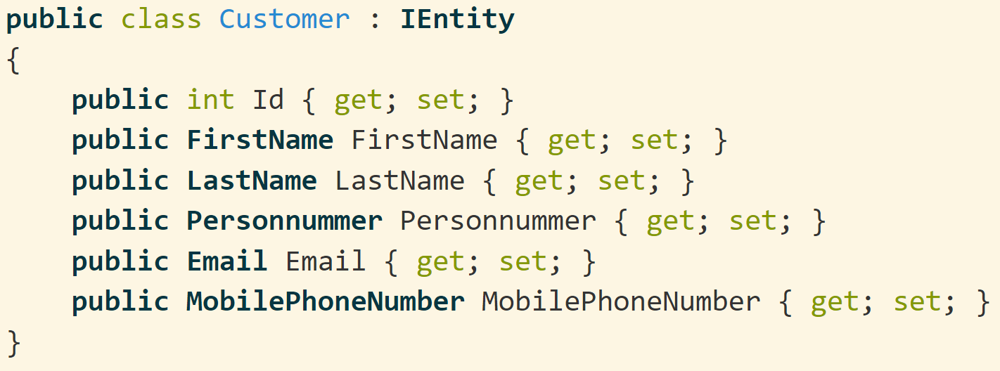 public class Customer : IEntity
{
    public int Id { get; set; }
    public FirstName FirstName { get; set; }
    public LastName LastName { get; set; }
    public Personnummer Personnummer { get; set; }
    public Email Email { get; set; }
    public MobilePhoneNumber MobilePhoneNumber { get; set; }
}